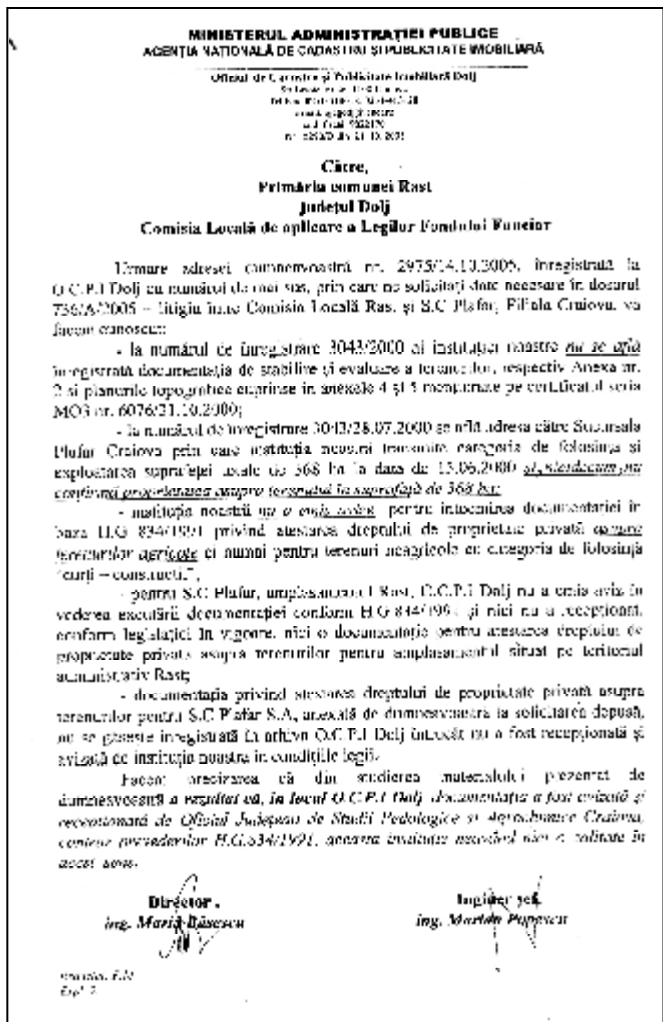 MINISTERUL ADMINISTRAȚIEI PUBLICE
AGENȚIA NAȚIONALĂ DE CADASTRU ȘI PUBLICITATE IMOBILIARĂ
Oficiul de Cadastru și Publicitate Imobiliară Dolj
Către,
Primăria comunei Rast
Județul Dolj
Comisia Locală de aplicare a Legilor Fondului Funciar
Urmare adresei dumneavoastră nr. 2975/14.10.2005, înregistrată la
O.C.P.I Dolj cu numărul de mai sus, prin care ne solicitați date necesare în dosarul
736/A/2005 – litigiu între Comisia Locală Rast și S.C Plafar, Filiala Craiova, vă
facem cunoscut:
- la numărul de înregistrare 3043/2000 al instituției noastre nu se află
înregistrată documentația de stabilire și evaluare a terenurilor, respectiv Anexa nr.
2 și planurile topografice cuprinse în anexele 4 și 5 menționate pe certificatul seria
MO3 nr. 6076/21.10.2000;
- la numărul de înregistrare 3043/28.07.2000 se află adresa către Sucursala
Plafar Craiova prin care instituția noastră transmite categoria de folosință și
exploatarea suprafeței totale de 368 ha la data de 15.06.2000 și nicidecum nu
confirmă proprietatea asupra terenului în suprafață de 368 ha;
- instituția noastră nu a emis aviz pentru întocmirea documentației în
baza H.G 834/1991 privind atestarea dreptului de proprietate privată asupra
terenurilor agricole ci numai pentru terenuri neagricole cu categoria de folosință
"curți – construcții";
- pentru S.C Plafar, amplasamentul Rast, O.C.P.I Dolj nu a emis aviz în
vederea executării documentației conform H.G 834/1991 și nici nu a recepționat,
conform legislației în vigoare, nici o documentație pentru atestarea dreptului de
proprietate privată asupra terenurilor pentru amplasamentul situat pe teritoriul
administrativ Rast;
- documentația privind atestarea dreptului de proprietate privată asupra
terenurilor pentru S.C Plafar S.A, anexată de dumneavoastră la solicitarea depusă,
nu se găsește înregistrată în arhiva O.C.P.I Dolj întrucât nu a fost recepționată și
avizată de instituția noastră în condițiile legii.
Facem precizarea că din studierea materialului prezentat de
dumneavoastră a rezultat că, în locul O.C.P.I Dolj, documentația a fost avizată și
recepționată de Oficiul Județean de Studii Pedologice și Agrochimice Craiova,
contrar prevederilor H.G.834/1991, aceasta instituție neavând nici o calitate în
acest sens.
Director,
ing. Maria Băsescu
Inginer șef,
ing. Marian Popescu